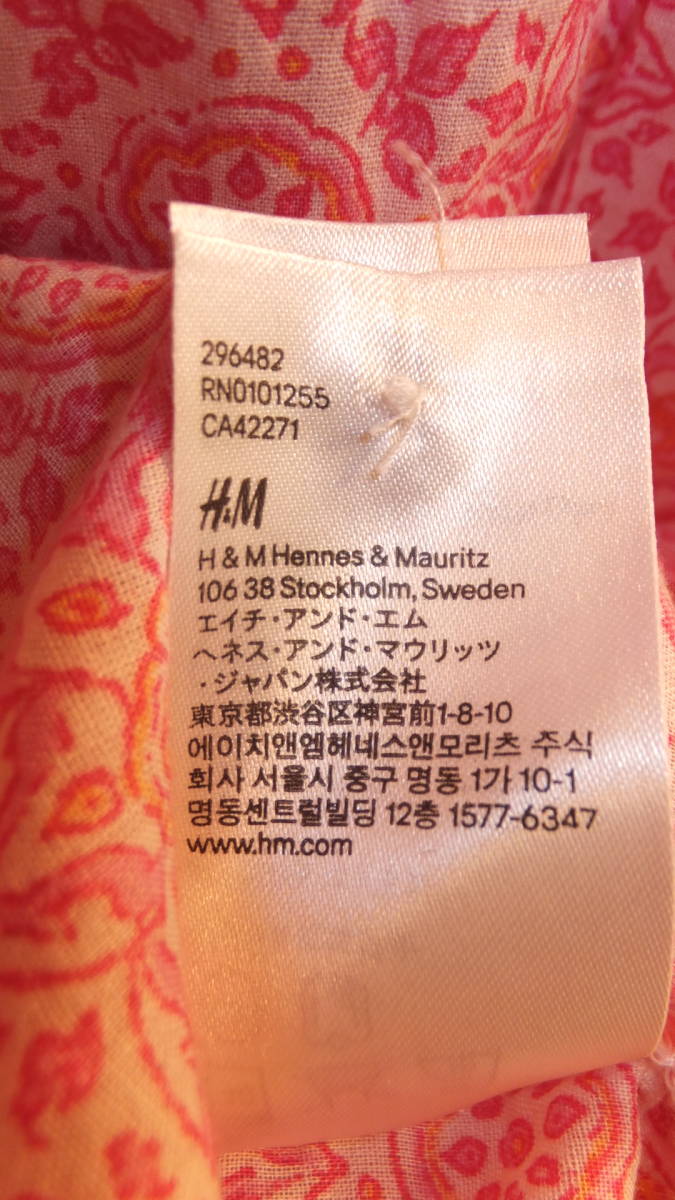 296482
RN0101255
CA42271
H&M
H & M Hennes & Mauritz
106 38 Stockholm, Sweden
エイチ・アンド・エム
ヘネス・アンド・マウリッツ
・ジャパン株式会社
東京都渋谷区神宮前1-8-10
에이치앤엠헤네스앤모리츠 주식
회사 서울시 중구 명동 1가 10-1
명동센트럴빌딩 12층 1577-6347
www.hm.com